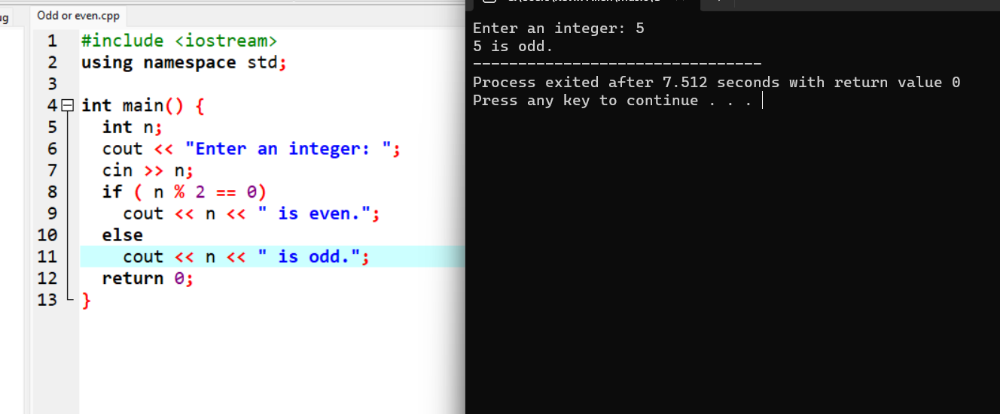 ug
Odd or even.cpp
1 #include <iostream>
2 using namespace std;
3
4 int main() {
5 int n;
6 cout << "Enter an integer: ";
7 cin >> n;
8 if ( n % 2 == 0)
9 cout << n << " is even.";
10 else
11 cout << n << " is odd.";
12 return 0;
13 }
Enter an integer: 5
5 is odd.
--------------------------------
Process exited after 7.512 seconds with return value 0
Press any key to continue . . .